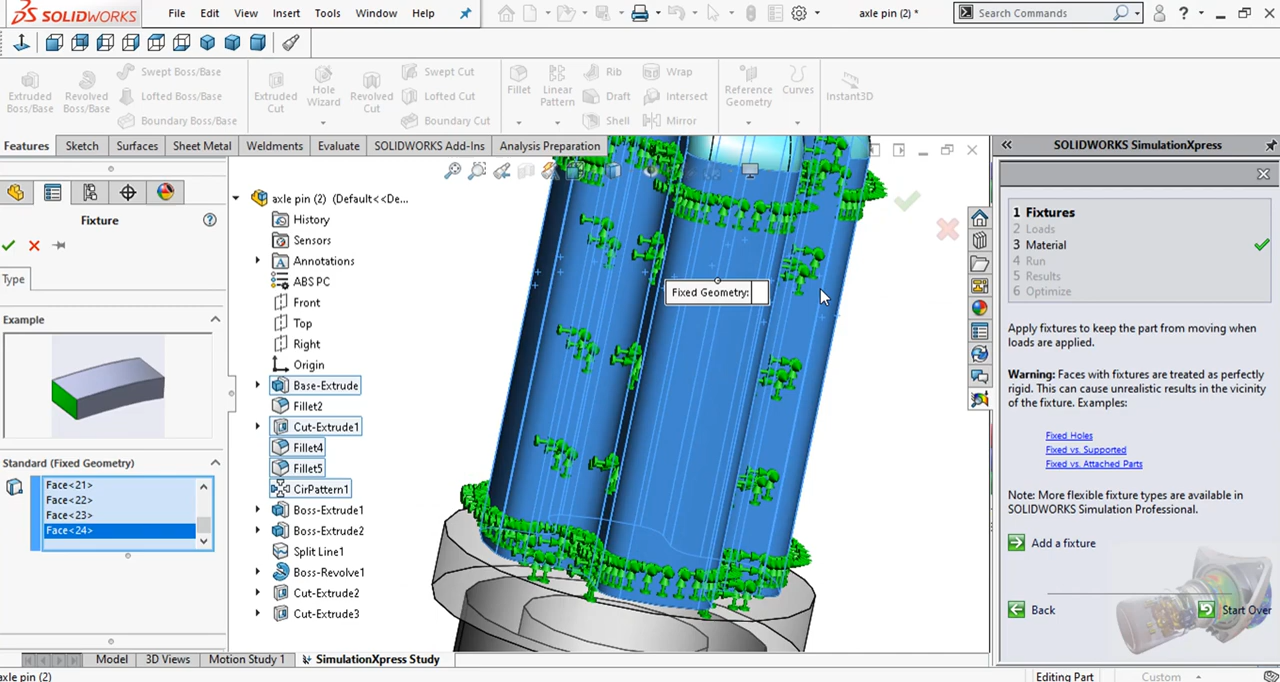 SOLIDWORKS
File Edit View Insert Tools Window Help
axle pin (2) *
Search Commands
Extruded Boss/Base
Revolved Boss/Base
Swept Boss/Base
Lofted Boss/Base
Boundary Boss/Base
Extruded Cut
Hole Wizard
Revolved Cut
Swept Cut
Lofted Cut
Boundary Cut
Fillet
Linear Pattern
Rib
Draft
Shell
Wrap
Intersect
Mirror
Reference Geometry
Curves
Instant3D
Features Sketch Surfaces Sheet Metal Weldments Evaluate SOLIDWORKS Add-Ins Analysis Preparation
Fixture
Type
Example
Standard (Fixed Geometry)
Face<21>
Face<22>
Face<23>
Face<24>
axle pin (2) (Default<<De...
History
Sensors
Annotations
ABS PC
Front
Top
Right
Origin
Base-Extrude
Fillet2
Cut-Extrude1
Fillet4
Fillet5
CirPattern1
Boss-Extrude1
Boss-Extrude2
Split Line1
Boss-Revolve1
Cut-Extrude2
Cut-Extrude3
Fixed Geometry:
SOLIDWORKS SimulationXpress
1 Fixtures
2 Loads
3 Material
4 Run
5 Results
6 Optimize
Apply fixtures to keep the part from moving when
loads are applied.
Warning: Faces with fixtures are treated as perfectly
rigid. This can cause unrealistic results in the vicinity
of the fixture. Examples:
Fixed Holes
Fixed vs. Supported
Fixed vs. Attached Parts
Note: More flexible fixture types are available in
SOLIDWORKS Simulation Professional.
Add a fixture
Back
Start Over
Model 3D Views Motion Study 1 SimulationXpress Study
axle pin (2)
Editing Part
Custom